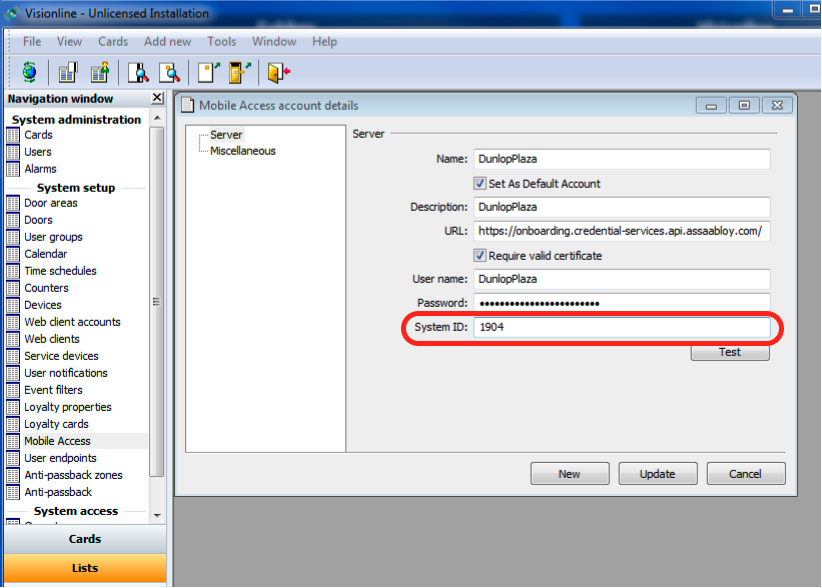 Visionline - Unlicensed Installation
File View Cards Add new Tools Window Help
Navigation window
System administration
Cards
Users
Alarms
System setup
Door areas
Doors
User groups
Calendar
Time schedules
Counters
Devices
Web client accounts
Web clients
Service devices
User notifications
Event filters
Loyalty properties
Loyalty cards
Mobile Access
User endpoints
Anti-passback zones
Anti-passback
System access
Cards
Lists
Mobile Access account details
Server
Miscellaneous
Server
Name: DunlopPlaza
Set As Default Account
Description: DunlopPlaza
URL: https://onboarding.credential-services.api.assaabloy.com/
Require valid certificate
User name: DunlopPlaza
Password: ••••••••••••••••••••••••
System ID: 1904
Test
New Update Cancel